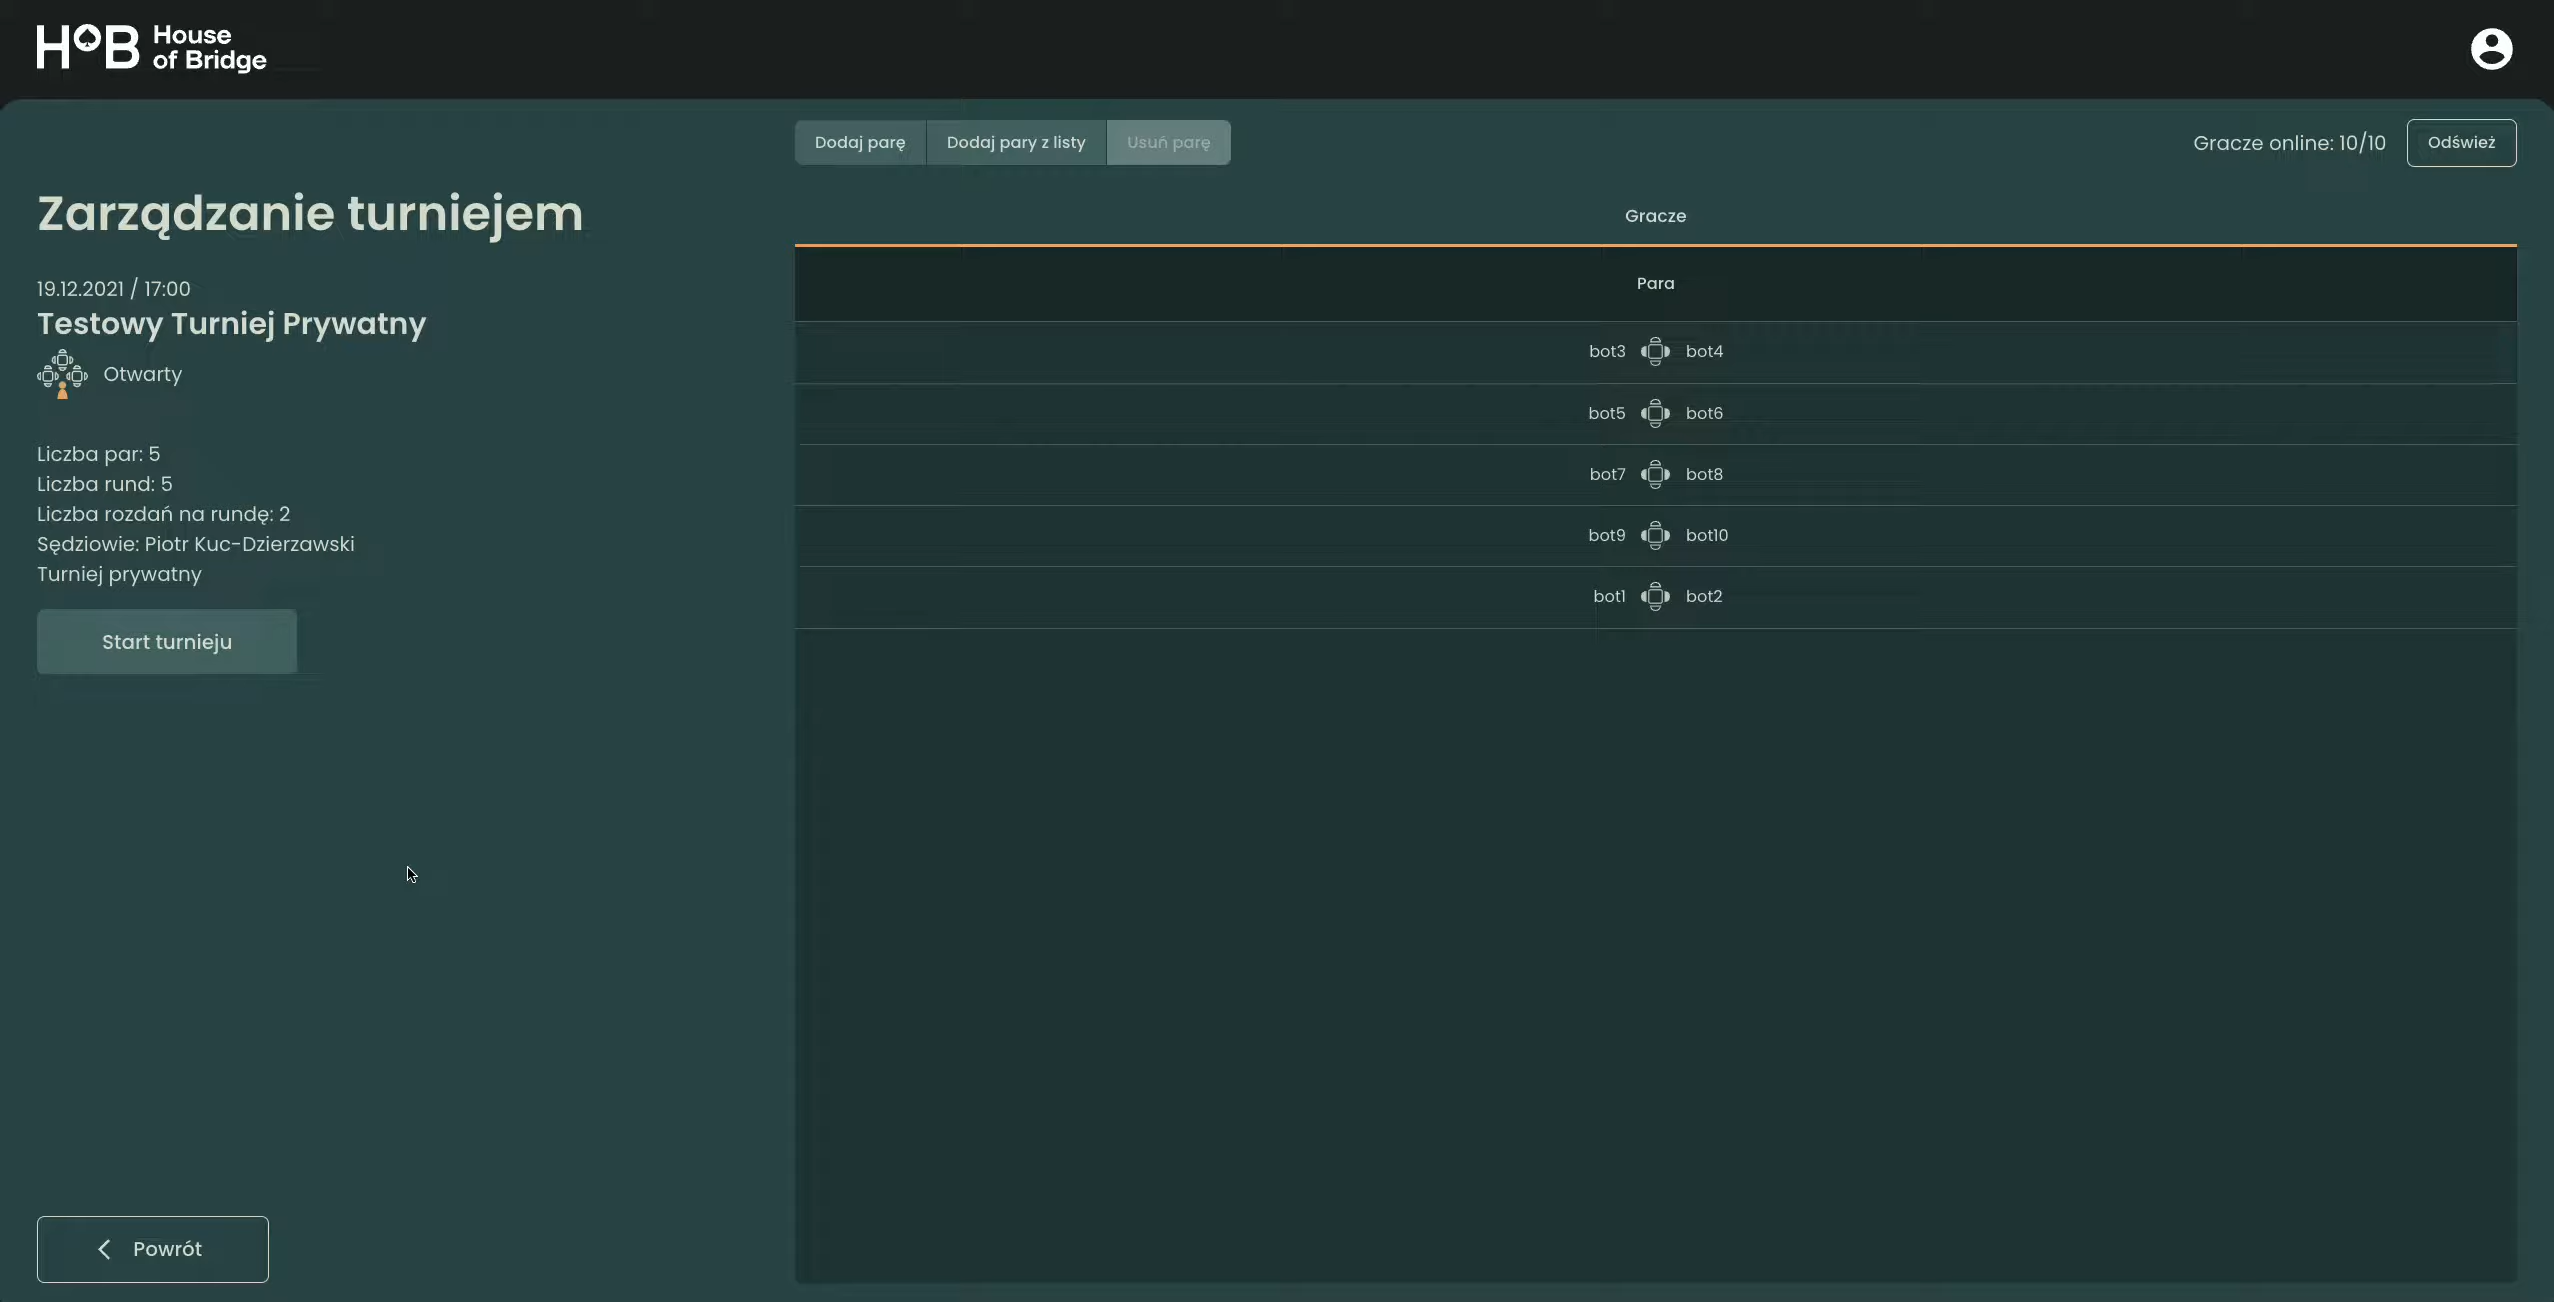 HOB House
of Bridge
Dodaj parę
Dodaj pary z listy
Usuń parę
Gracze online: 10/10
Odśwież
Zarządzanie turniejem
19.12.2021 / 17:00
Testowy Turniej Prywatny
Otwarty
Liczba par: 5
Liczba rund: 5
Liczba rozdań na rundę: 2
Sędziowie: Piotr Kuc-Dzierzawski
Turniej prywatny
Start turnieju
Powrót
Gracze
Para
bot3 bot4
bot5 bot6
bot7 bot8
bot9 bot10
bot1 bot2